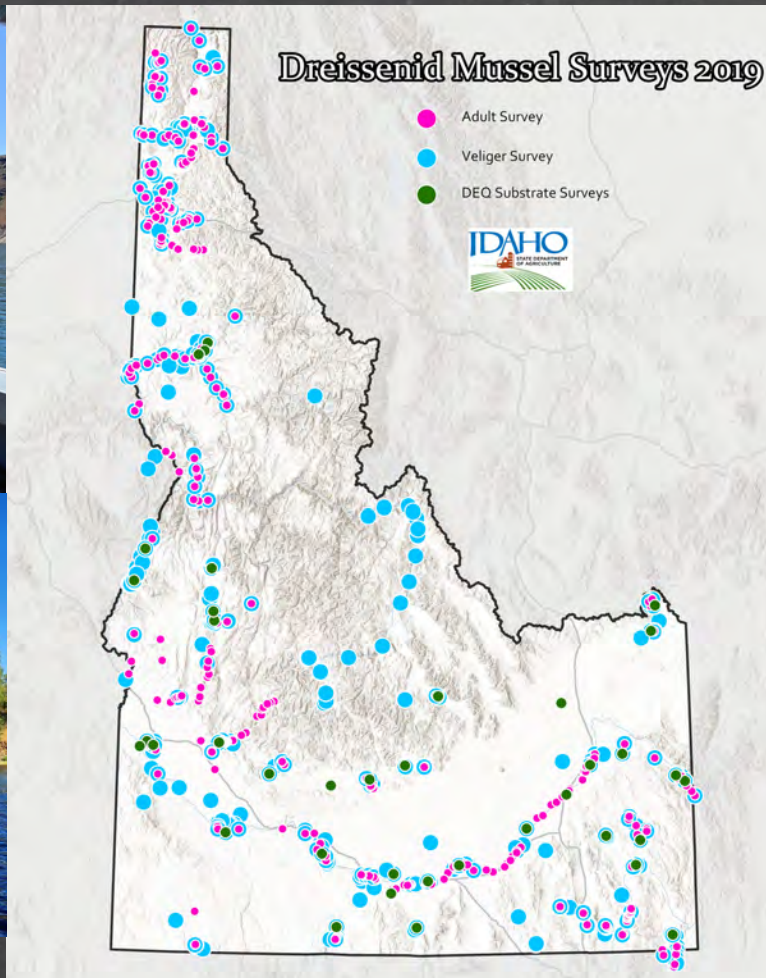 Dreissenid Mussel Surveys 2019
Adult Survey
Veliger Survey
DEQ Substrate Surveys
IDAHO
STATE DEPARTMENT
OF AGRICULTURE